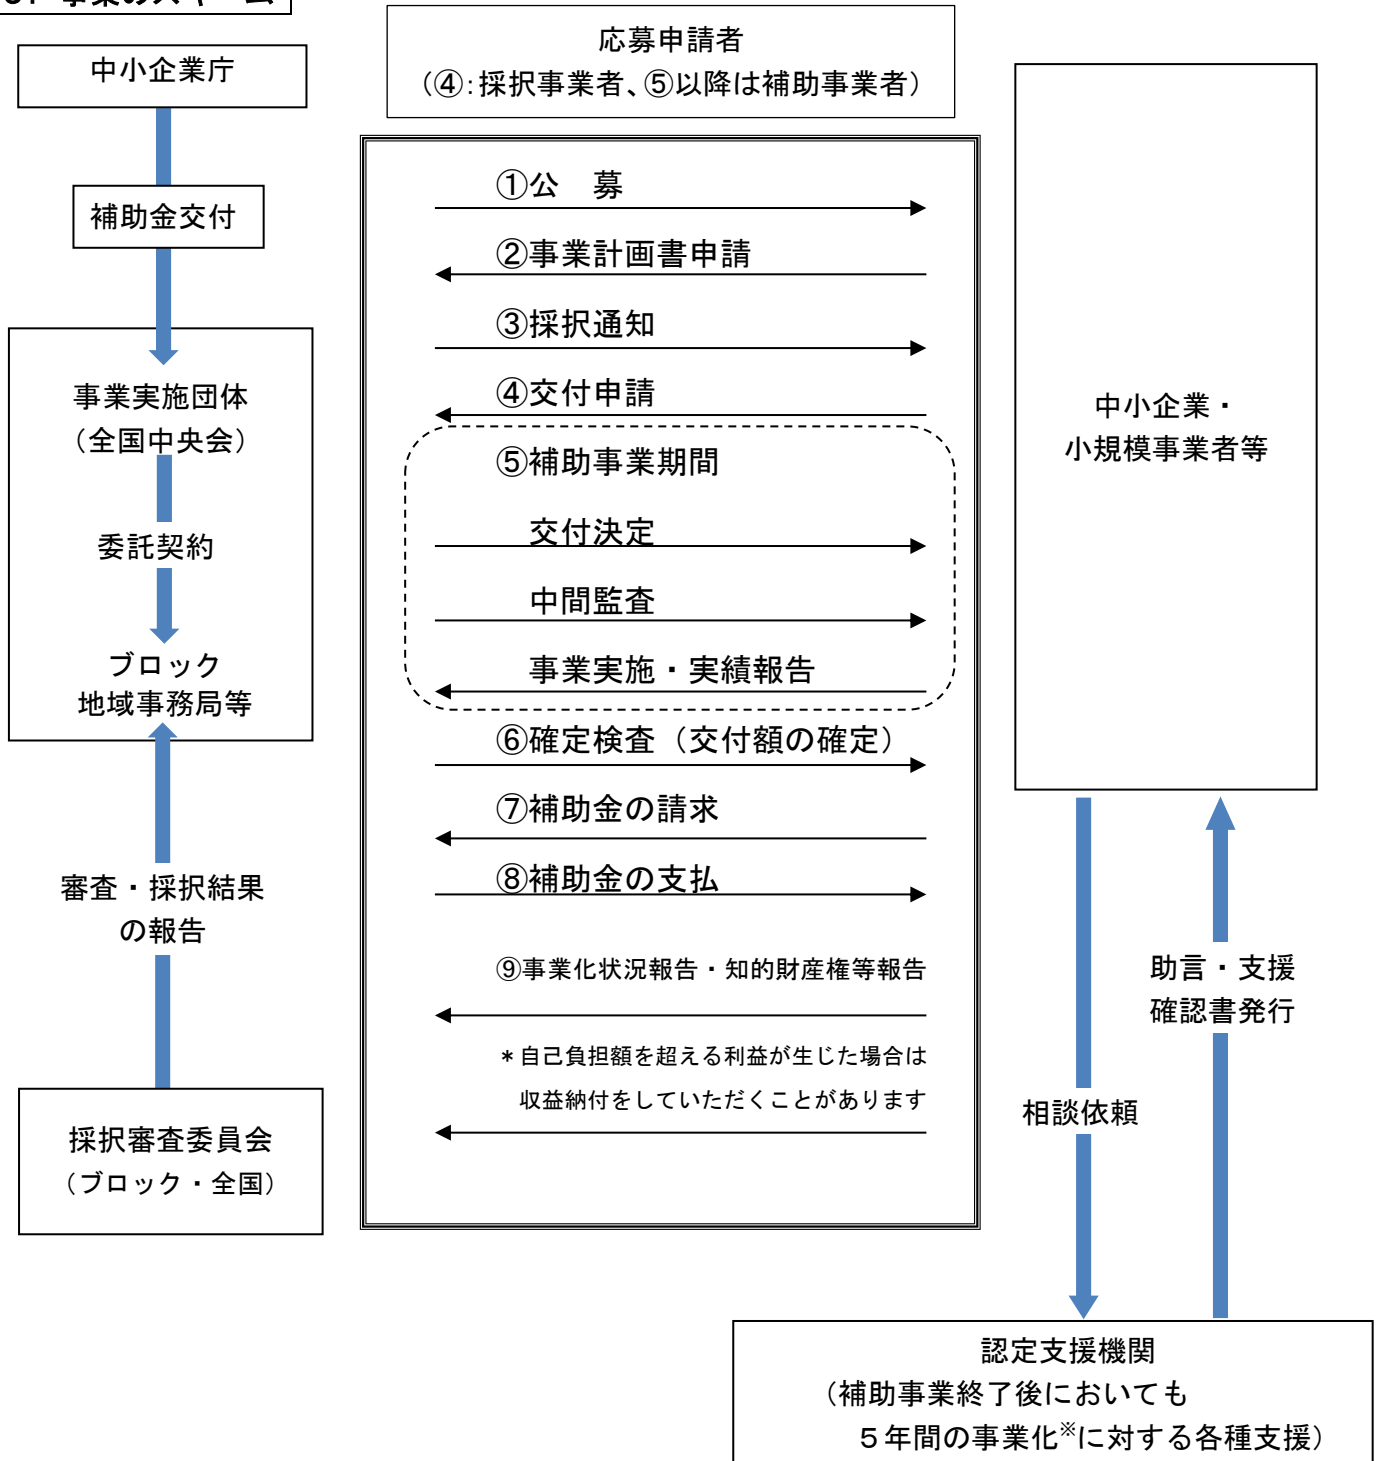 事業のスキーム
中小企業庁
補助金交付
事業実施団体
（全国中央会）
委託契約
ブロック
地域事務局等
審査・採択結果
の報告
採択審査委員会
（ブロック・全国）
応募申請者
（④：採択事業者、⑤以降は補助事業者）
①公　募
②事業計画書申請
③採択通知
④交付申請
⑤補助事業期間
交付決定
中間監査
事業実施・実績報告
⑥確定検査（交付額の確定）
⑦補助金の請求
⑧補助金の支払
⑨事業化状況報告・知的財産権等報告
＊自己負担額を超える利益が生じた場合は
収益納付をしていただくことがあります
中小企業・
小規模事業者等
相談依頼
助言・支援
確認書発行
認定支援機関
（補助事業終了後においても
５年間の事業化※に対する各種支援）